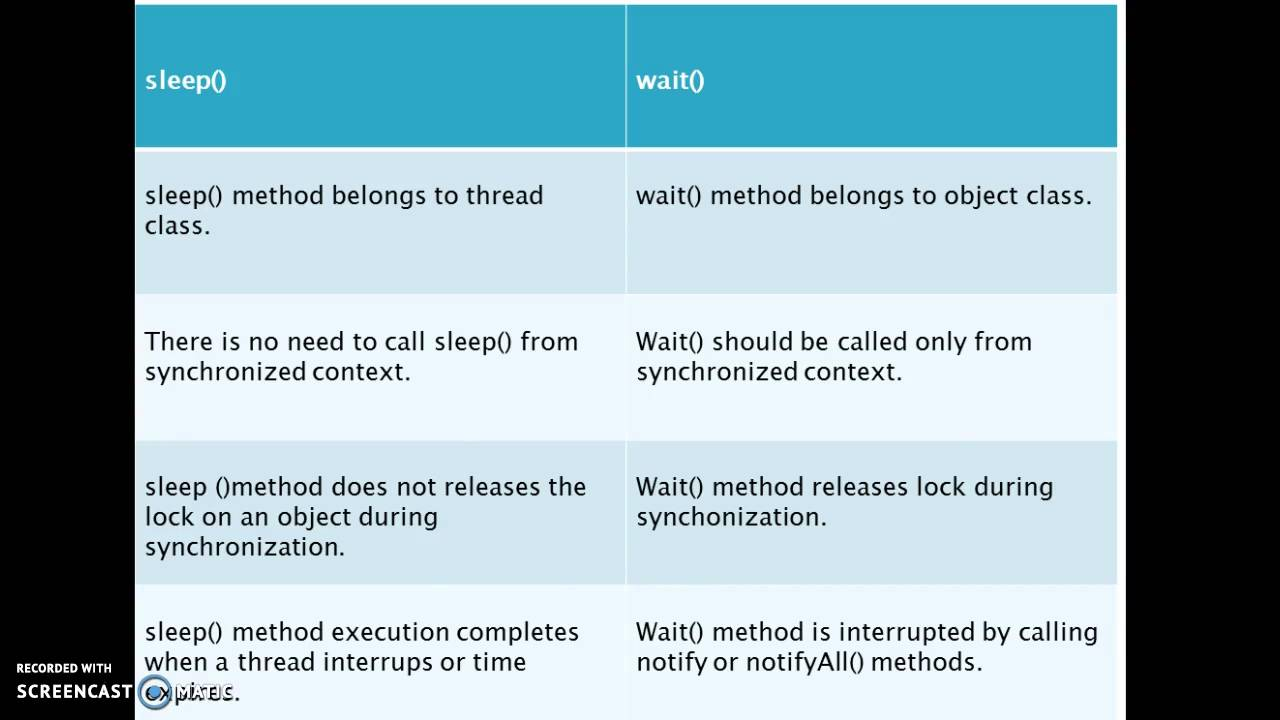 sleep()
wait()
sleep() method belongs to thread
class.
wait() method belongs to object class.
There is no need to call sleep() from
synchronized context.
Wait() should be called only from
synchronized context.
sleep ()method does not releases the
lock on an object during
synchronization.
Wait() method releases lock during
synchonization.
sleep() method execution completes
when a thread interrups or time
expires.
Wait() method is interrupted by calling
notify or notifyAll() methods.
RECORDED WITH
SCREENCAST MATIC